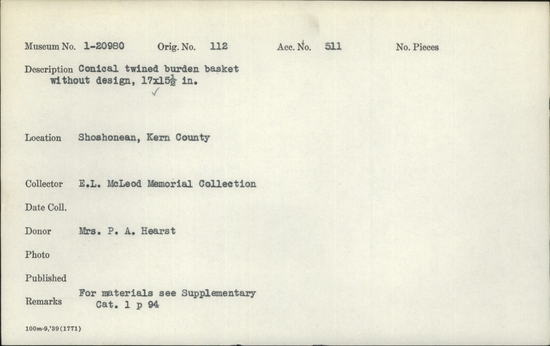 Museum No. 1-20980 Orig. No. 112 Acc. No. 511 No. Pieces
Description Conical twined burden basket
without design, 17x15½ in.
✓
Location Shoshonean, Kern County
Collector E.L. McLeod Memorial Collection
Date Coll.
Donor Mrs. P. A. Hearst
Photo
Published
Remarks For materials see Supplementary
Cat. 1 p 94
100m-9,'39(1771)